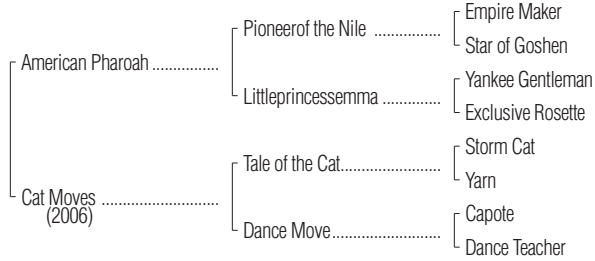 Empire Maker
Pioneerof the Nile ................
Star of Goshen
American Pharoah ................
Yankee Gentleman
Littleprincessemma ..............
Exclusive Rosette
Storm Cat
Tale of the Cat........................
Yarn
Cat Moves ............................
(2006)
Capote
Dance Move..........................
Dance Teacher